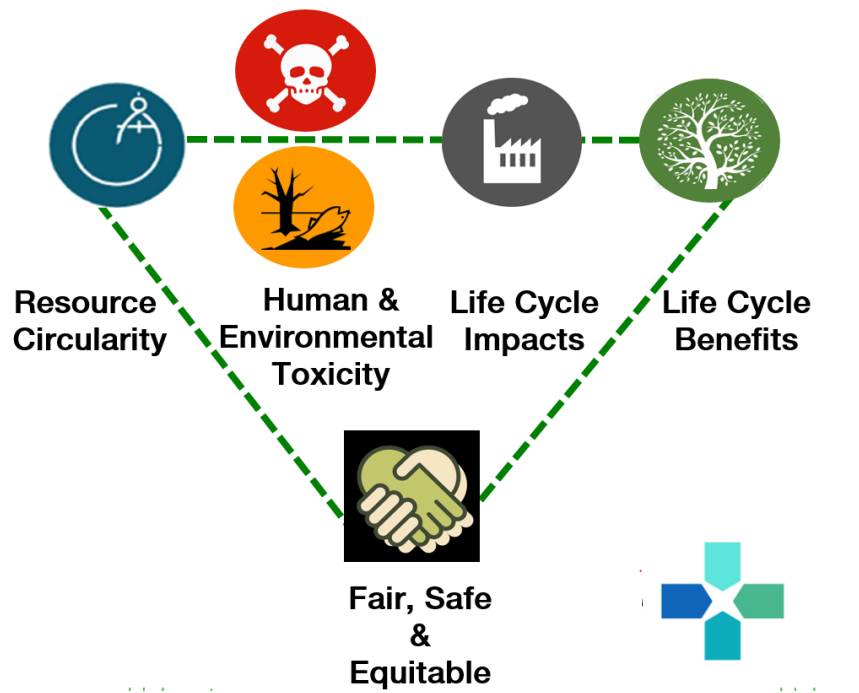 Resource
Circularity
Human &
Environmental
Toxicity
Life Cycle
Impacts
Life Cycle
Benefits
Fair, Safe
&
Equitable